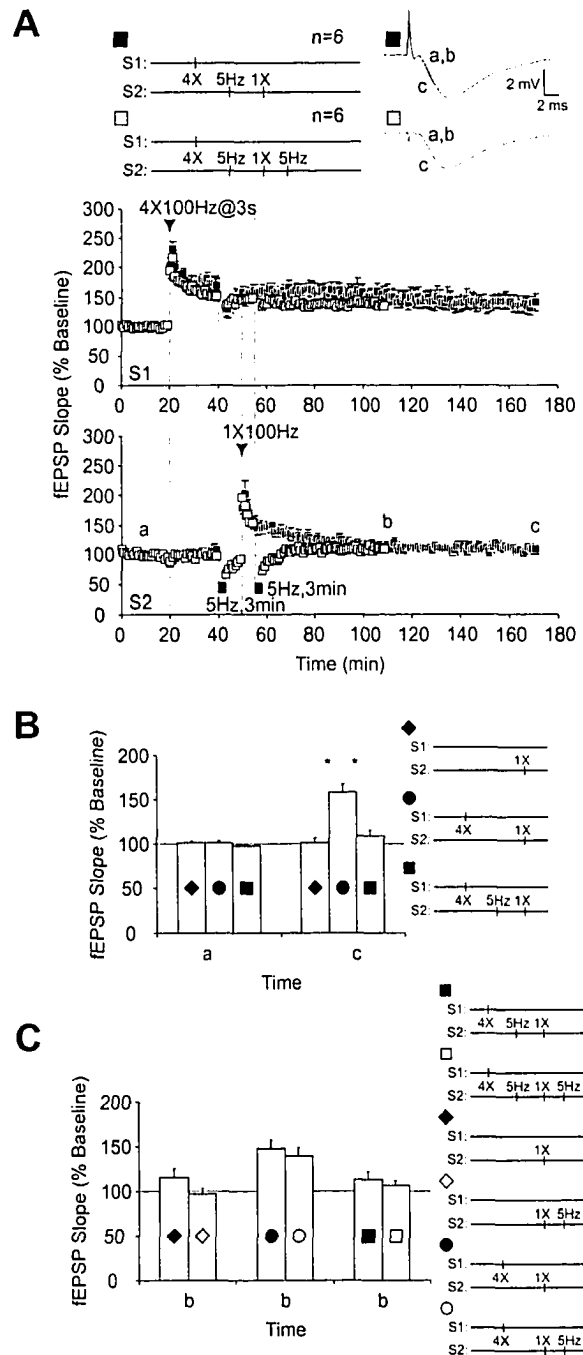 A
n=6
S1:
4X 5Hz 1X
S2:
n=6
S1:
4X 5Hz 1X 5Hz
S2:
a,b
c
2 mV
2 ms
a,b
c
fEPSP Slope (% Baseline)
300
250
200
150
100
50
0
4X100Hz@3s
S1
0 20 40 60 80 100 120 140 160 180
300
250
200
150
100
50
0
1X100Hz
a
b
c
5Hz,3min
5Hz,3min
S2
0 20 40 60 80 100 120 140 160 180
Time (min)
B
fEPSP Slope (% Baseline)
200
150
100
50
0
* *
a c
Time
S1:
1X
S2:
S1:
4X 1X
S2:
S1:
4X 5Hz 1X
S2:
C
fEPSP Slope (% Baseline)
200
150
100
50
0
b b b
Time
S1:
4X 5Hz 1X
S2:
S1:
4X 5Hz 1X 5Hz
S2:
S1:
1X
S2:
S1:
1X 5Hz
S2:
S1:
4X 1X
S2:
S1:
4X 1X 5Hz
S2: